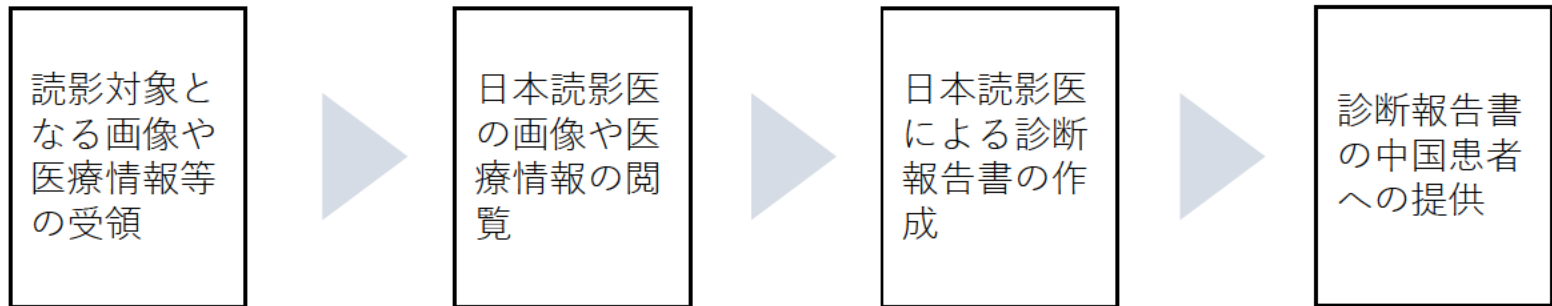 読影対象と
なる画像や
医療情報等
の受領
日本読影医
の画像や医
療情報の閲
覧
日本読影医
による診断
報告書の作
成
診断報告書
の中国患者
への提供